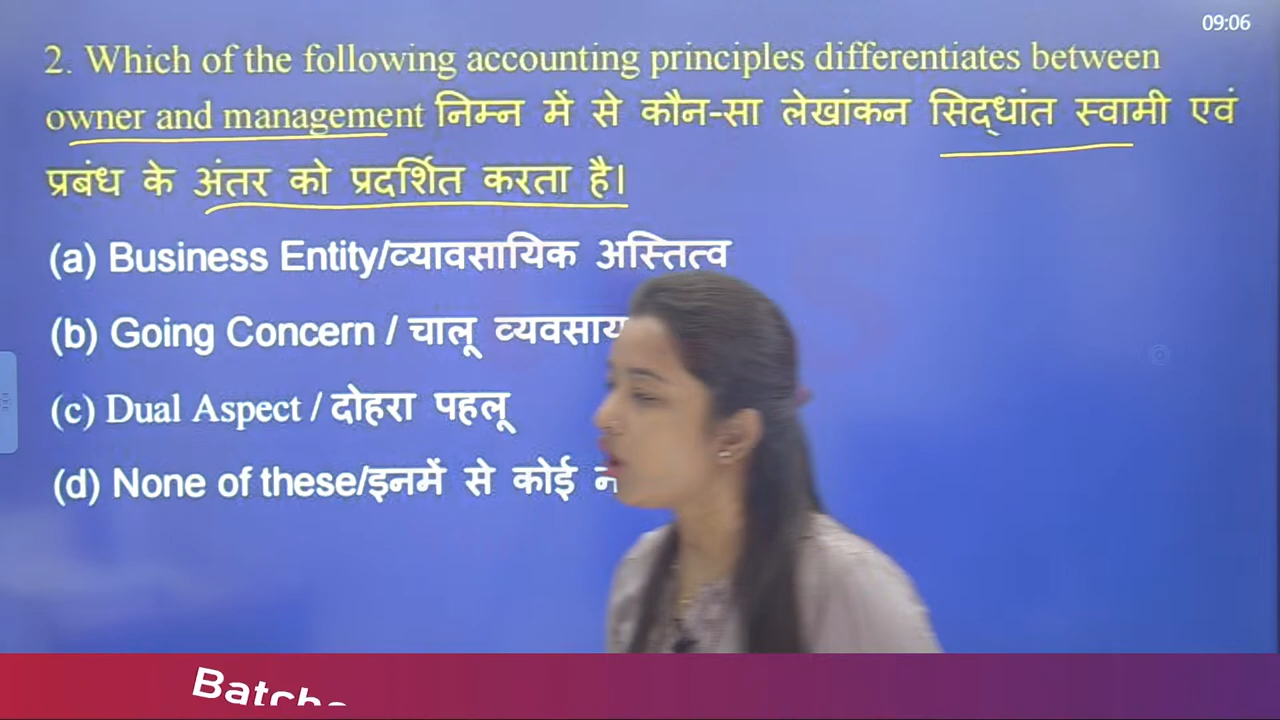 09:06
2. Which of the following accounting principles differentiates between
owner and management निम्न में से कौन-सा लेखांकन सिद्धांत स्वामी एवं
प्रबंध के अंतर को प्रदर्शित करता है।
(a) Business Entity/व्यावसायिक अस्तित्व
(b) Going Concern / चालू व्यवसाय
(c) Dual Aspect / दोहरा पहलू
(d) None of these/इनमें से कोई